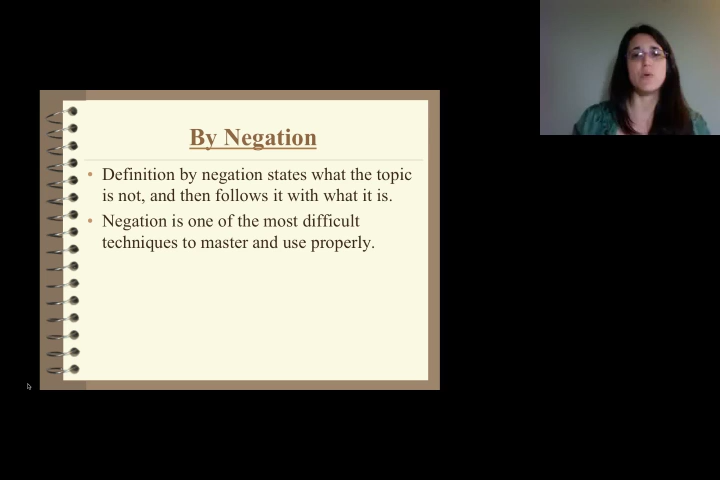 By Negation
• Definition by negation states what the topic
is not, and then follows it with what it is.
• Negation is one of the most difficult
techniques to master and use properly.